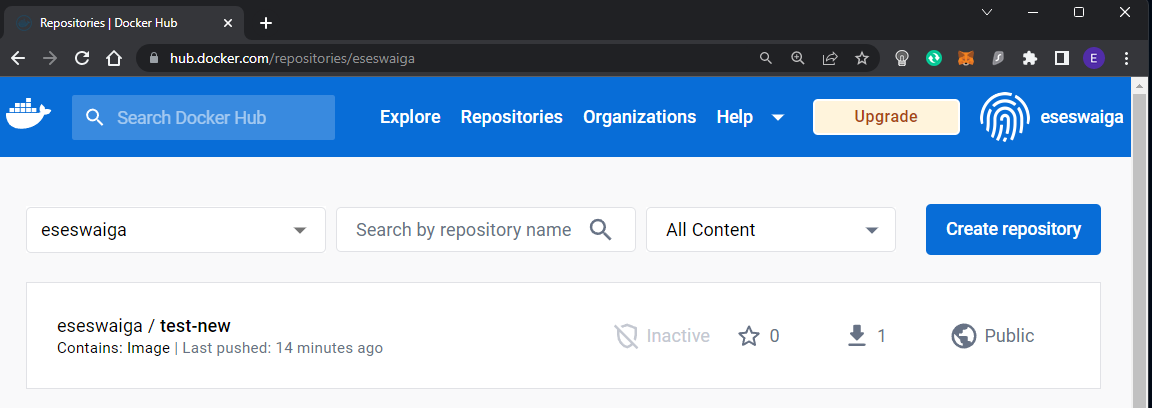 Repositories | Docker Hub
hub.docker.com/repositories/eseswaiga
E
Search Docker Hub
Explore
Repositories
Organizations
Help
Upgrade
eseswaiga
eseswaiga
Search by repository name
All Content
Create repository
eseswaiga / test-new
Inactive
0
1
Public
Contains: Image | Last pushed: 14 minutes ago